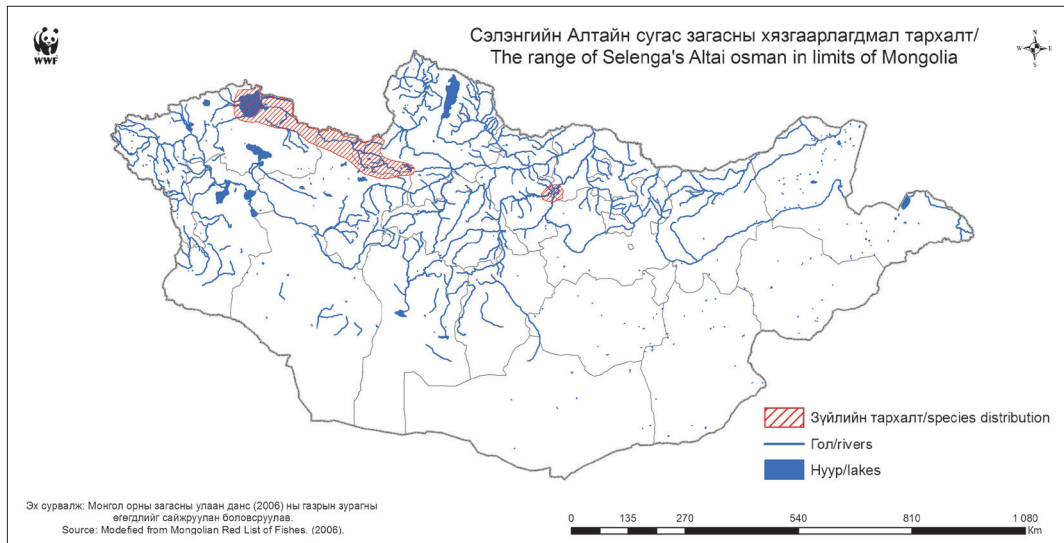 WWF
Сэлэнгийн Алтайн сугас загасны хязгаарлагдмал тархалт/
The range of Selenga's Altai osman in limits of Mongolia
N
W E
S
Зүйлийн тархалт/species distribution
Гол/rivers
Нуур/lakes
Эх сурвалж: Монгол орны загасны улаан данс (2006) ны газрын зурагны
өгөгдлийг сайжруулан боловсруулав.
Source: Modefied from Mongolian Red List of Fishes. (2006).
0 135 270 540 810 1 080
Km